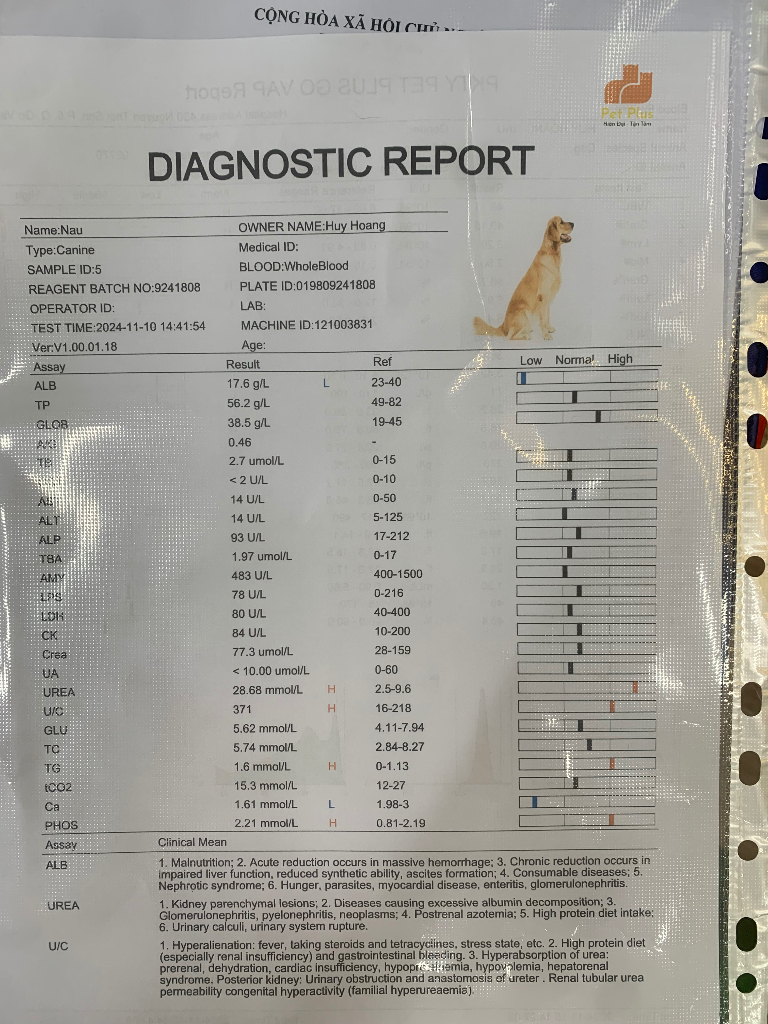 CỘNG HÒA XÃ HỘI CHỦ
PKTY PET PLUS GO VAP Report
Pet Plus
Hiện Đại - Tận Tâm
DIAGNOSTIC REPORT
Name:Nau OWNER NAME:Huy Hoang
Type:Canine Medical ID:
SAMPLE ID:5 BLOOD:WholeBlood
REAGENT BATCH NO:9241808 PLATE ID:019809241808
OPERATOR ID: LAB:
TEST TIME:2024-11-10 14:41:54 MACHINE ID:121003831
Ver:V1.00.01.18 Age:
Assay Result Ref Low Normal High
ALB 17.6 g/L L 23-40
TP 56.2 g/L 49-82
GLOB 38.5 g/L 19-45
0.46 -
TB 2.7 umol/L 0-15
< 2 U/L 0-10
14 U/L 0-50
ALT 14 U/L 5-125
ALP 93 U/L 17-212
TBA 1.97 umol/L 0-17
AMY 483 U/L 400-1500
LPS 78 U/L 0-216
LDH 80 U/L 40-400
CK 84 U/L 10-200
Crea 77.3 umol/L 28-159
UA < 10.00 umol/L 0-60
UREA 28.68 mmol/L H 2.5-9.6
U/C 371 H 16-218
GLU 5.62 mmol/L 4.11-7.94
TC 5.74 mmol/L 2.84-8.27
TG 1.6 mmol/L H 0-1.13
tCO2 15.3 mmol/L 12-27
Ca 1.61 mmol/L L 1.98-3
PHOS 2.21 mmol/L H 0.81-2.19
Assay Clinical Mean
ALB 1. Malnutrition; 2. Acute reduction occurs in massive hemorrhage; 3. Chronic reduction occurs in
impaired liver function, reduced synthetic ability, ascites formation; 4. Consumable diseases; 5.
Nephrotic syndrome; 6. Hunger, parasites, myocardial disease, enteritis, glomerulonephritis.
UREA 1. Kidney parenchymal lesions; 2. Diseases causing excessive albumin decomposition; 3.
Glomerulonephritis, pyelonephritis, neoplasms; 4. Postrenal azotemia; 5. High protein diet intake;
6. Urinary calculi, urinary system rupture.
U/C 1. Hyperalienation: fever, taking steroids and tetracyclines, stress state, etc. 2. High protein diet
(especially renal insufficiency) and gastrointestinal bleeding. 3. Hyperabsorption of urea:
prerenal, dehydration, cardiac insufficiency, hypovolemia, hepatorenal
syndrome. Posterior kidney: Urinary obstruction and anastomosis of ureter . Renal tubular urea
permeability congenital hyperactivity (familial hyperureaemia).